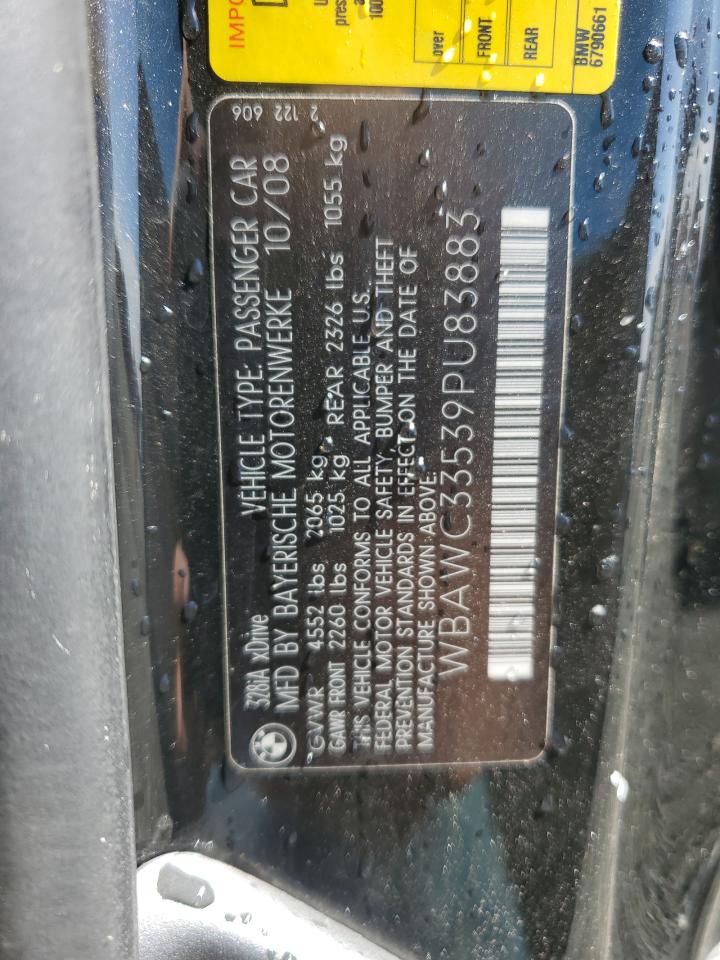 328iA xDrive VEHICLE TYPE: PASSENGER CAR
MFD BY BAYERISCHE MOTORENWERKE 10/08
GVWR 4552 lbs 2065 kg
GAWR FRONT 2260 lbs 1025 kg • REAR 2326 lbs 1055 kg
THIS VEHICLE CONFORMS TO ALL APPLICABLE U.S.
FEDERAL MOTOR VEHICLE SAFETY, BUMPER AND THEFT
PREVENTION STANDARDS IN EFFECT ON THE DATE OF
MANUFACTURE SHOWN ABOVE.
WBAWC33539PU83883
2 122 606
over
FRONT
REAR
BMW
6790661